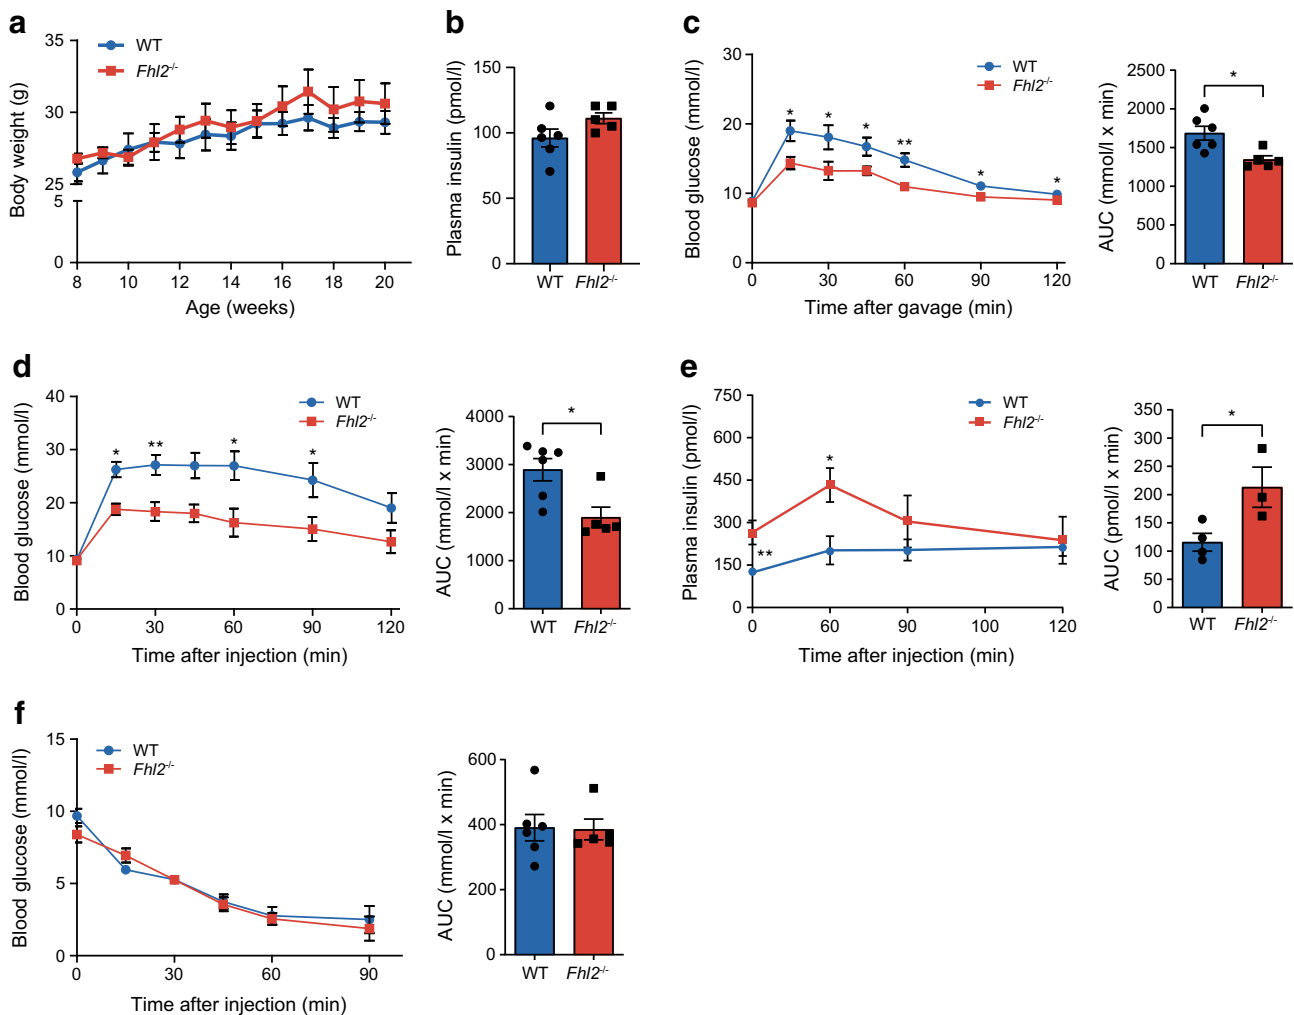 a
WT
Fhl2-/-
Body weight (g)
35
30
25
5
0
8 10 12 14 16 18 20
Age (weeks)
b
Plasma insulin (pmol/l)
150
100
50
0
WT Fhl2-/-
c
Blood glucose (mmol/l)
30
20
10
0
WT
Fhl2-/-
* * * ** * *
0 30 60 90 120
Time after gavage (min)
AUC (mmol/l x min)
2500
2000
1500
1000
500
0
*
WT Fhl2-/-
d
Blood glucose (mmol/l)
40
30
20
10
0
WT
Fhl2-/-
* ** * *
0 30 60 90 120
Time after injection (min)
AUC (mmol/l x min)
4000
3000
2000
1000
0
*
WT Fhl2-/-
e
Plasma insulin (pmol/l)
750
600
450
300
150
0
WT
Fhl2-/-
*
**
0 60 90 100 120
Time after injection (min)
AUC (pmol/l x min)
350
300
250
200
150
100
50
0
*
WT Fhl2-/-
f
Blood glucose (mmol/l)
15
10
5
0
WT
Fhl2-/-
0 30 60 90
Time after injection (min)
AUC (mmol/l x min)
600
400
200
0
WT Fhl2-/-